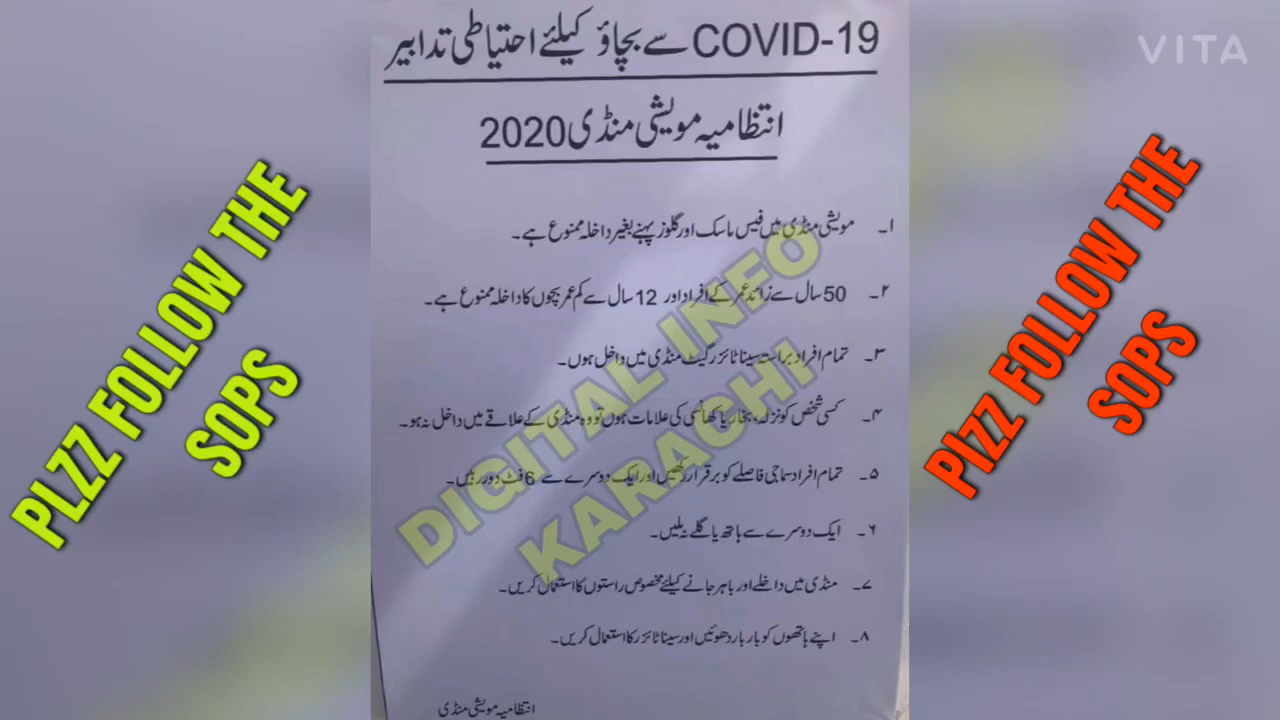 COVID-19 سے بچاؤ کیلئے احتیاطی تدابیر
انتظامیہ مویشی منڈی 2020
۱۔ مویشی منڈی میں فیس ماسک اور گلوز پہنے بغیر داخلہ ممنوع ہے۔
۲۔ 50 سال سے زائد عمر کے افراد اور 12 سال سے کم عمر بچوں کا داخلہ ممنوع ہے۔
۳۔ تمام افراد براستہ سینا ٹائزر گیٹ منڈی میں داخل ہوں۔
۴۔ کسی شخص کو نزلہ، بخار یا کھانسی کی علامات ہوں تو وہ منڈی کے علاقے میں داخل نہ ہو۔
۵۔ تمام افراد سماجی فاصلے کو برقرار رکھیں اور ایک دوسرے سے 6 فٹ دور رہیں۔
۶۔ ایک دوسرے سے ہاتھ یا گلے نہ ملیں۔
۷۔ منڈی میں داخلے اور باہر جانے کیلئے مخصوص راستوں کا استعمال کریں۔
۸۔ اپنے ہاتھوں کو بار بار دھوئیں اور سینا ٹائزر کا استعمال کریں۔
انتظامیہ مویشی منڈی
PLZZ FOLLOW THE
SOPS
PlZZ FOLLOW THE
SOPS
DIGITAL INFO
KARACHI
VITA